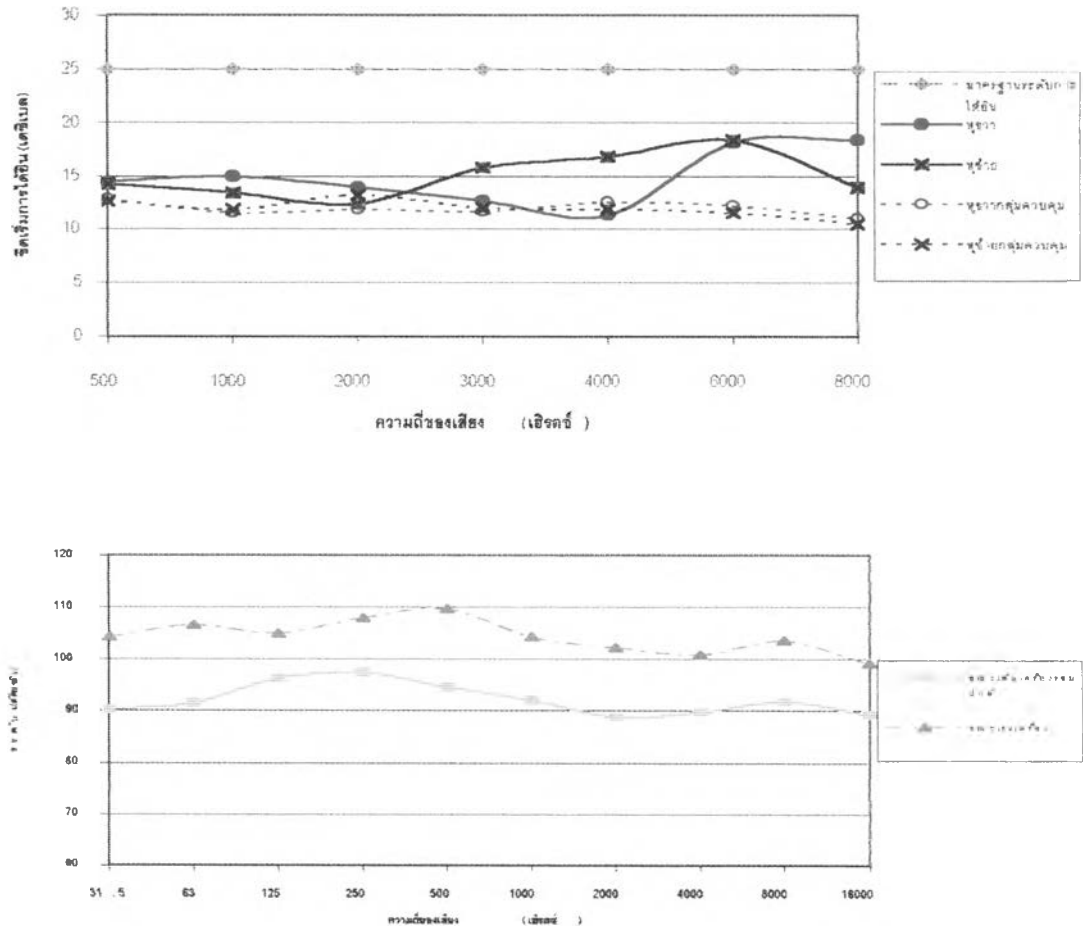 30
25
20
15
10
5
0
ขีดเริ่มการได้ยิน (เดซิเบล)
500 1000 2000 3000 4000 6000 8000
ความถี่ของเสียง (เฮิรตซ์ )
มาตรฐานระดับการ
ได้ยิน
หูขวา
หูซ้าย
หูขวากลุ่มควบคุม
หูซ้ายกลุ่มควบคุม
120
110
100
90
80
70
60
31 .5 63 125 250 500 1000 2000 4000 8000 16000
ความถี่ของเสียง (เฮิรตซ์ )